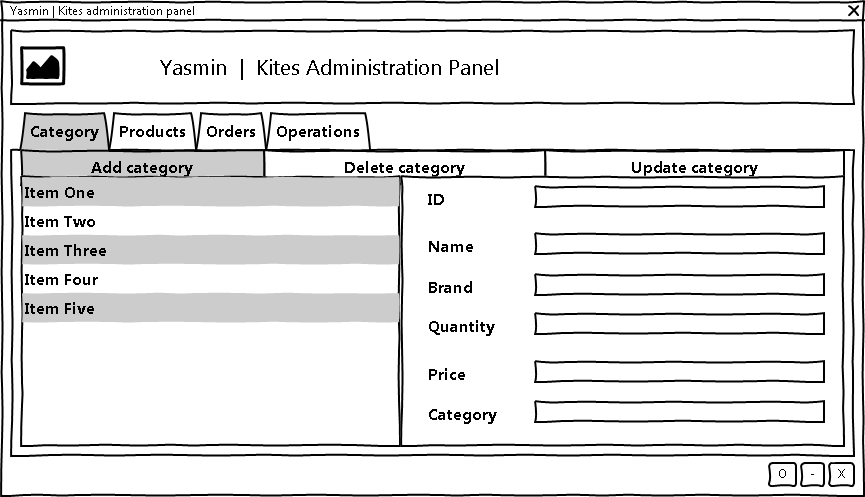 Yasmin | Kites administration panel
Yasmin | Kites Administration Panel
Category Products Orders Operations
Add category Delete category Update category
Item One
Item Two
Item Three
Item Four
Item Five
ID
Name
Brand
Quantity
Price
Category
O - X